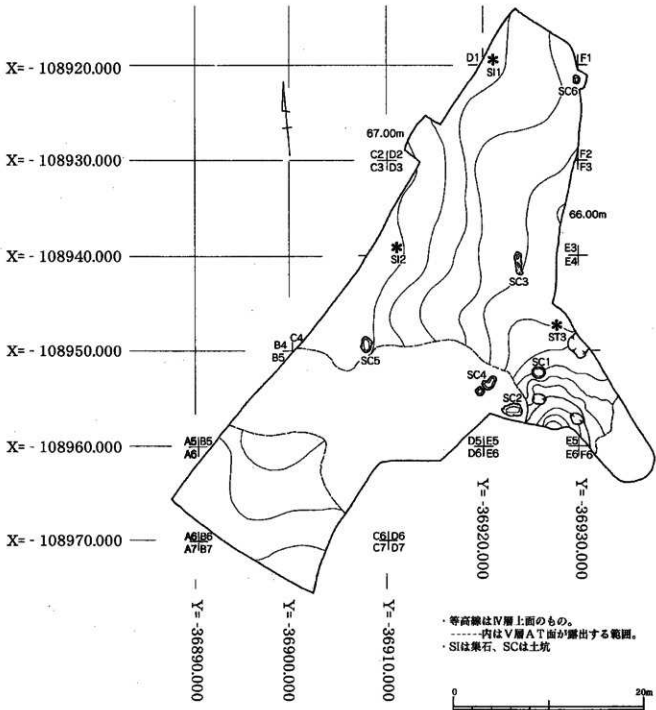 X= - 108920.000
D1
SI1
F1
SC6
67.00m
X= - 108930.000
C2 D2
C3 D3
F2
F3
66.00m
X= - 108940.000
SI2
E3
E4
SC3
ST3
X= - 108950.000
C4
B4
B5
SC5
SC1
SC4
SC2
X= - 108960.000
A5 B5
A6
D5 E5
D6 E6
E5
E6 F6
X= - 108970.000
A6 B6
A7 B7
C6 D6
C7 D7
Y= -36890.000
Y= -36900.000
Y= -36910.000
Y= -36920.000
Y= -36930.000
・等高線はⅣ層上面のもの。
------内はⅤ層AT面が露出する範囲。
・SIは集石、SCは土坑
0 20m